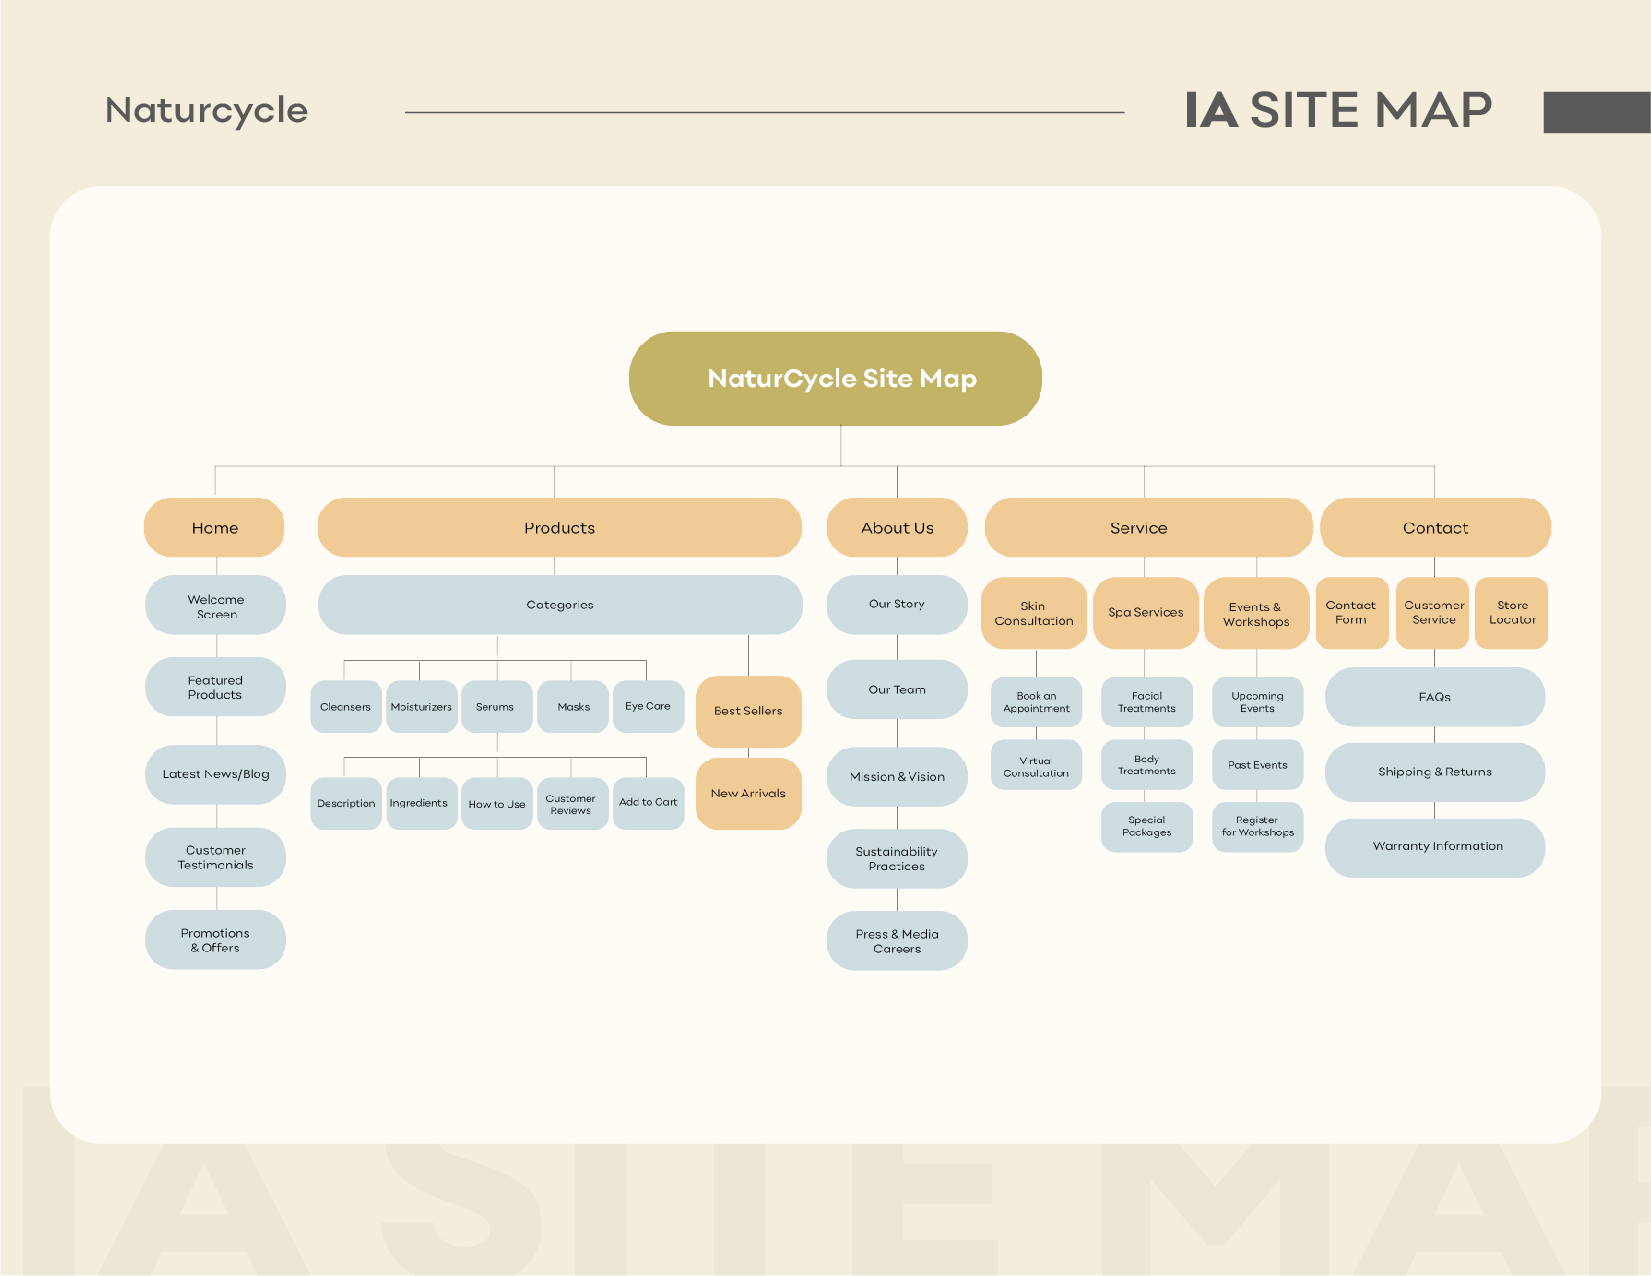 Naturcycle
IA SITE MAP
NaturCycle Site Map
Home
Products
About Us
Service
Contact
Welcome
Screen
Featured
Products
Latest News/Blog
Customer
Testimonials
Promotions
& Offers
Categories
Cleansers
Moisturizers
Serums
Masks
Eye Care
Description
Ingredients
How to Use
Customer
Reviews
Add to Cart
Best Sellers
New Arrivals
Our Story
Our Team
Mission & Vision
Sustainability
Practices
Press & Media
Careers
Skin
Consultation
Book an
Appointment
Virtual
Consultation
Spa Services
Facial
Treatments
Body
Treatments
Special
Packages
Events &
Workshops
Upcoming
Events
Past Events
Register
for Workshops
Contact
Form
Customer
Service
Store
Locator
FAQs
Shipping & Returns
Warranty Information
IA SITE MAP